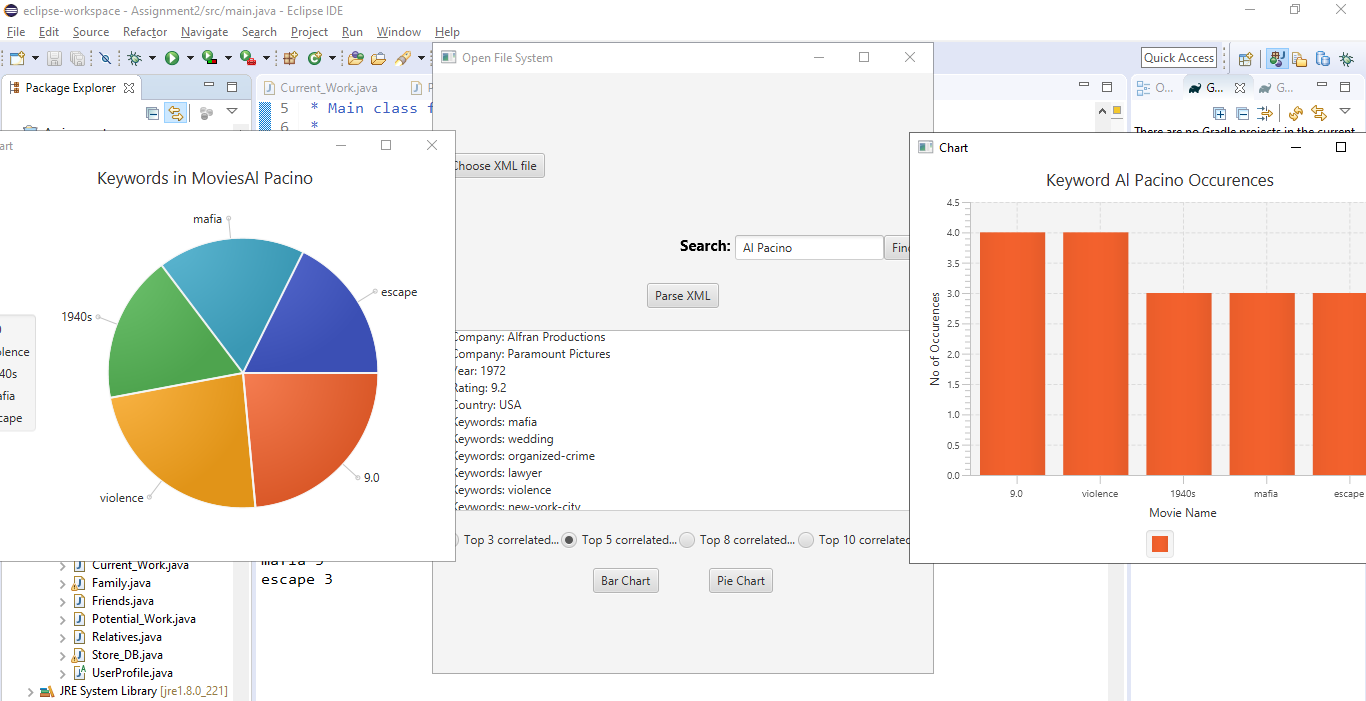 eclipse-workspace - Assignment2/src/main.java - Eclipse IDE
File Edit Source Refactor Navigate Search Project Run Window Help
Quick Access
Package Explorer
Current_Work.java
5 * Main class f
6 *
O...
G...
G...
There are no Gradle projects in the current
Open File System
Choose XML file
Search: Al Pacino Find
Parse XML
Company: Alfran Productions
Company: Paramount Pictures
Year: 1972
Rating: 9.2
Country: USA
Keywords: mafia
Keywords: wedding
Keywords: organized-crime
Keywords: lawyer
Keywords: violence
Keywords: new-york-city
Top 3 correlated... Top 5 correlated... Top 8 correlated... Top 10 correlated
Bar Chart Pie Chart
art
Keywords in MoviesAl Pacino
mafia
escape
1940s
violence
9.0
olence
40s
afia
cape
Chart
Keyword Al Pacino Occurences
No of Occurences
4.5
4.0
3.5
3.0
2.5
2.0
1.5
1.0
0.5
0.0
9.0 violence 1940s mafia escape
Movie Name
mafia 3
escape 3
Current_Work.java
Family.java
Friends.java
Potential_Work.java
Relatives.java
Store_DB.java
UserProfile.java
JRE System Library [jre1.8.0_221]